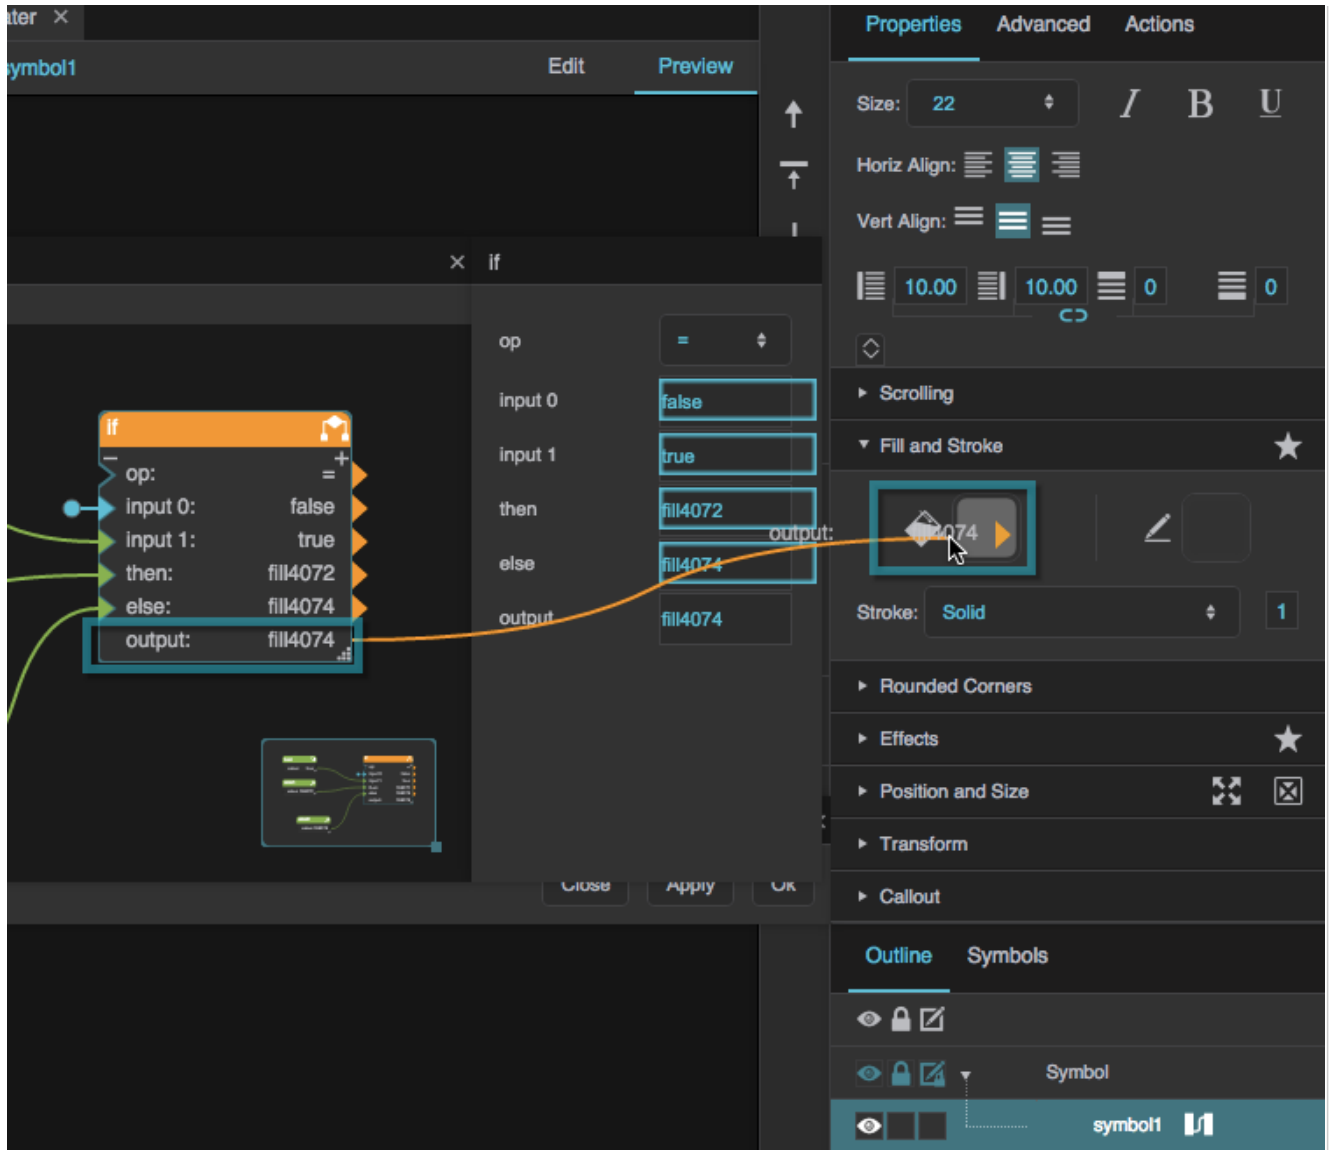 ater ×
symbol1
Edit
Preview
Properties
Advanced
Actions
Size: 22
I B U
Horiz Align:
Vert Align:
10.00
10.00
0
0
× if
op =
input 0 false
input 1 true
then fill4072
else fill4074
output fill4074
if
op: =
input 0: false
input 1: true
then: fill4072
else: fill4074
output: fill4074
output:
Close
Apply
Ok
Scrolling
Fill and Stroke
Stroke: Solid 1
Rounded Corners
Effects
Position and Size
Transform
Callout
Outline
Symbols
Symbol
symbol1